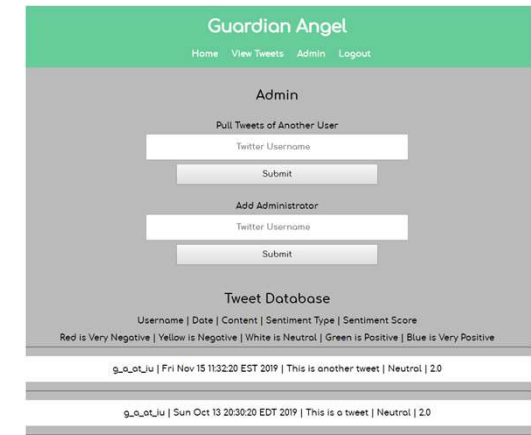 Guardian Angel
Home View Tweets Admin Logout
Admin
Pull Tweets of Another User
Twitter Username
Submit
Add Administrator
Twitter Username
Submit
Tweet Database
Username | Date | Content | Sentiment Type | Sentiment Score
Red is Very Negative | Yellow is Negative | White is Neutral | Green is Positive | Blue is Very Positive
g_a_at_iu | Fri Nov 15 11:32:20 EST 2019 | This is another tweet | Neutral | 2.0
g_a_at_iu | Sun Oct 13 20:30:20 EDT 2019 | This is a tweet | Neutral | 2.0